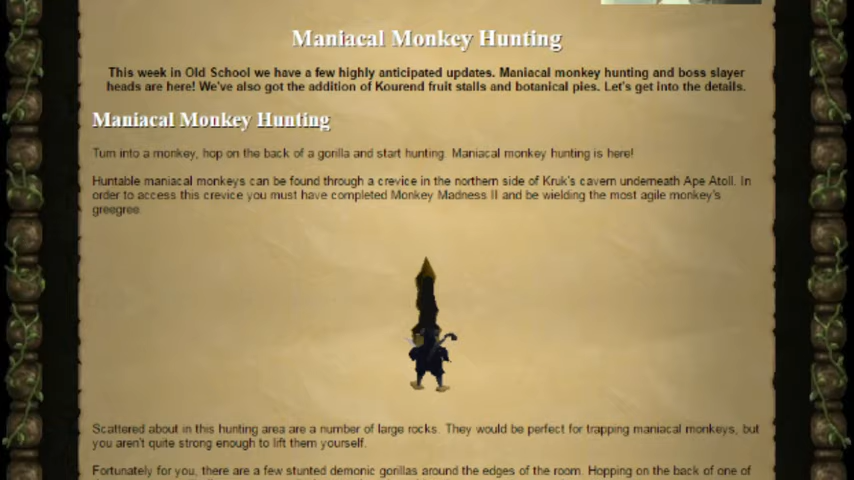 Maniacal Monkey Hunting
This week in Old School we have a few highly anticipated updates. Maniacal monkey hunting and boss slayer
heads are here! We've also got the addition of Kourend fruit stalls and botanical pies. Let's get into the details.
Maniacal Monkey Hunting
Turn into a monkey, hop on the back of a gorilla and start hunting. Maniacal monkey hunting is here!
Huntable maniacal monkeys can be found through a crevice in the northern side of Kruk's cavern underneath Ape Atoll. In
order to access this crevice you must have completed Monkey Madness II and be wielding the most agile monkey's
greegree.
Scattered about in this hunting area are a number of large rocks. They would be perfect for trapping maniacal monkeys, but
you aren't quite strong enough to lift them yourself.
Fortunately for you, there are a few stunted demonic gorillas around the edges of the room. Hopping on the back of one of